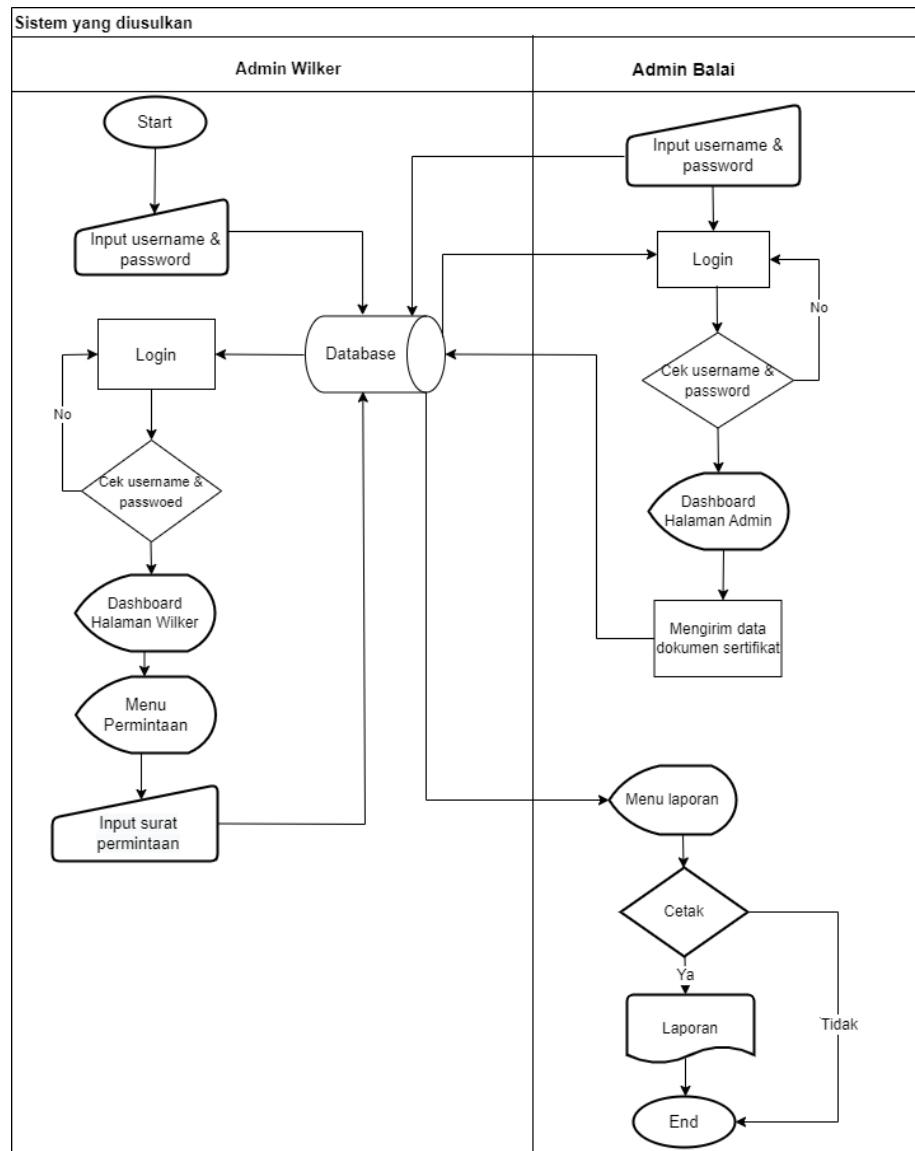 Sistem yang diusulkan
Admin Wilker
Admin Balai
Start
Input username &
password
Input username &
password
Login
No
Database
Login
No
Cek username &
password
Cek username &
passwoed
Dashboard
Halaman Admin
Dashboard
Halaman Wilker
Mengirim data
dokumen sertifikat
Menu
Permintaan
Input surat
permintaan
Menu laporan
Cetak
Ya
Laporan
Tidak
End